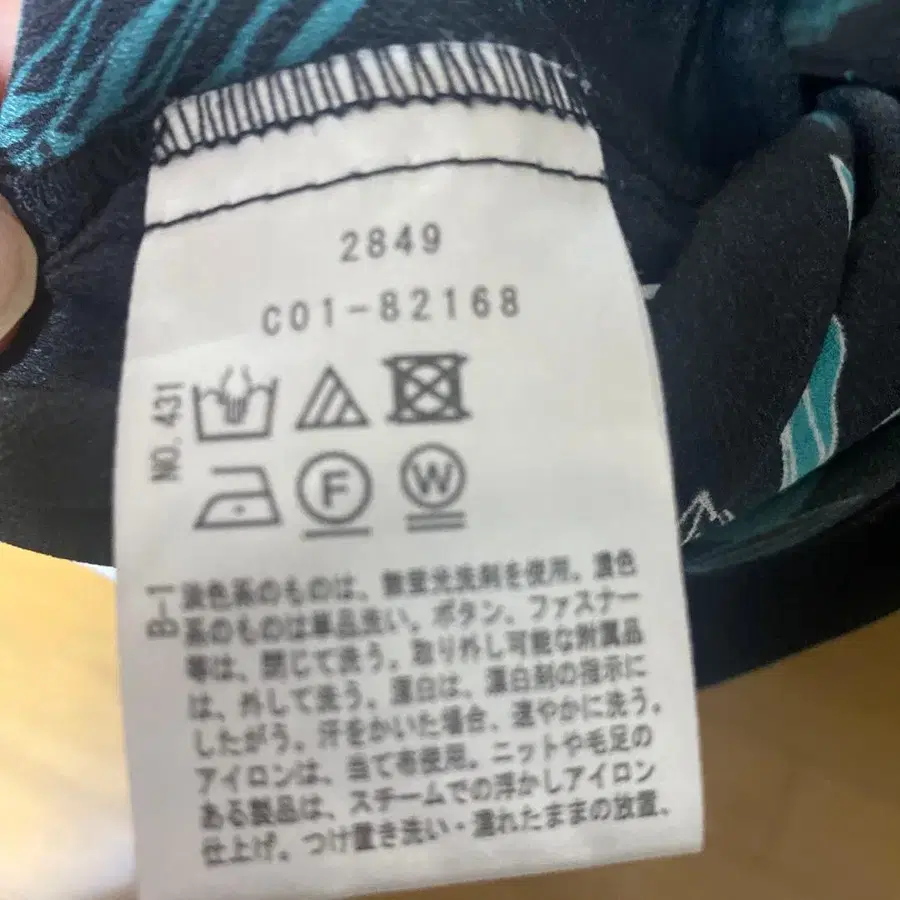 2849
C01-82168
NO.431
F
W
B-1
淡色系のものは、無蛍光洗剤を使用。濃色
系のものは単品洗い。ボタン、ファスナー
等は、閉じて洗う。取り外し可能な附属品
は、外して洗う。漂白は、漂白剤の指示に
したがう。汗をかいた場合、速やかに洗う。
アイロンは、当て布使用。ニットや毛足の
ある製品は、スチームでの浮かしアイロン
仕上げ。つけ置き洗い・濡れたままの放置、